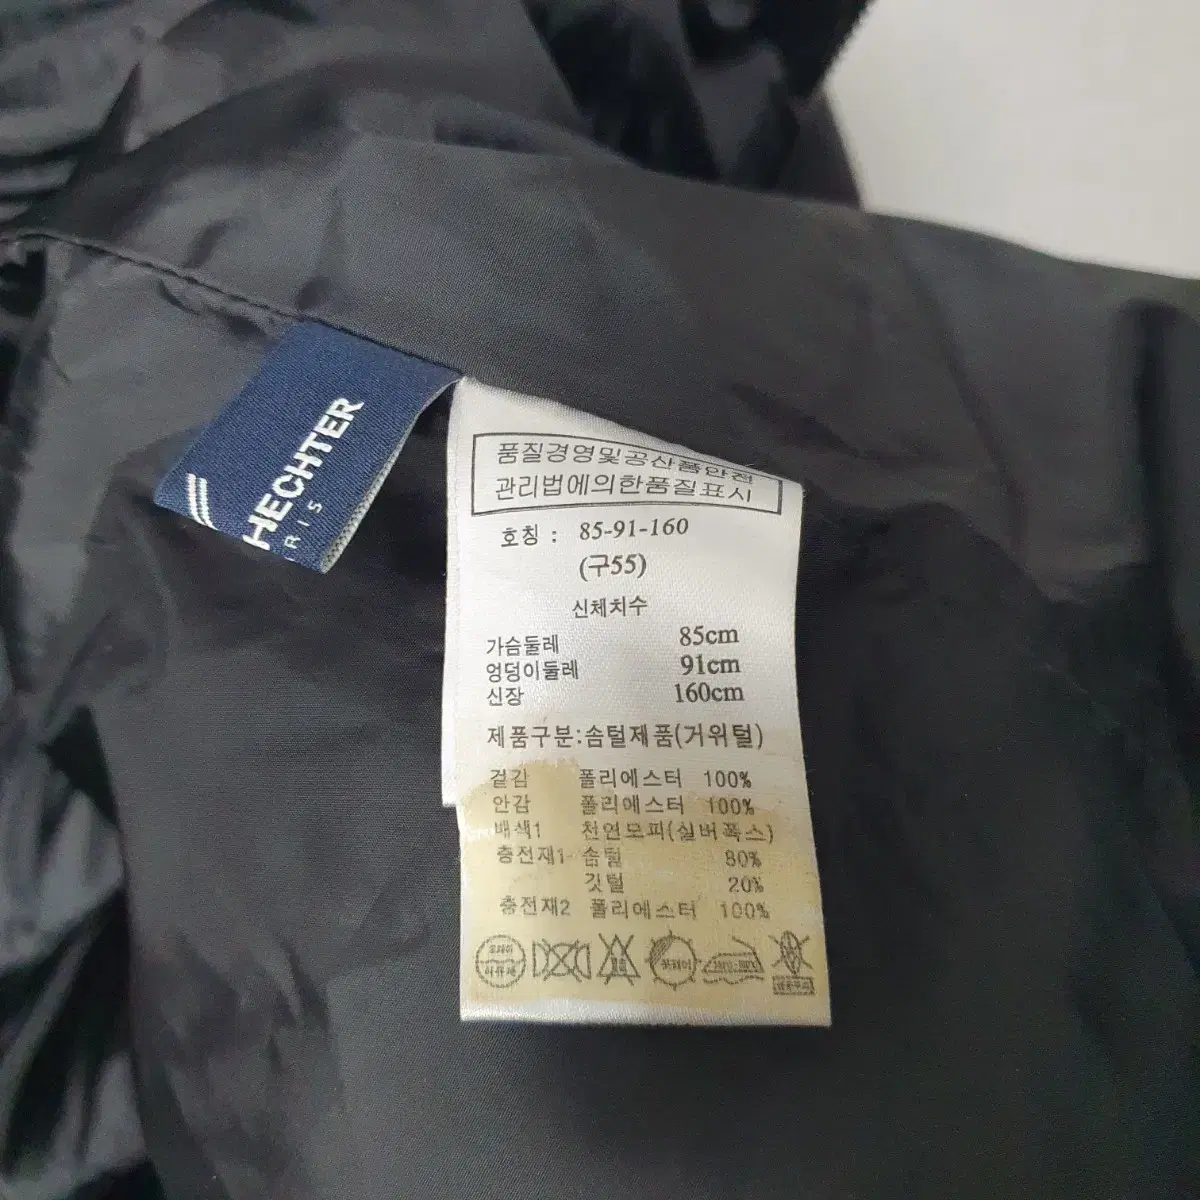 HECHTER
품질경영및공산품안전
관리법에의한품질표시
호칭 : 85-91-160
(구55)
신체치수
가슴둘레 85cm
엉덩이둘레 91cm
신장 160cm
제품구분:솜털제품(거위털)
겉감 폴리에스터 100%
안감 폴리에스터 100%
배색1 천연모피(실버폭스)
충전재1 솜털 80%
깃털 20%
충전재2 폴리에스터 100%